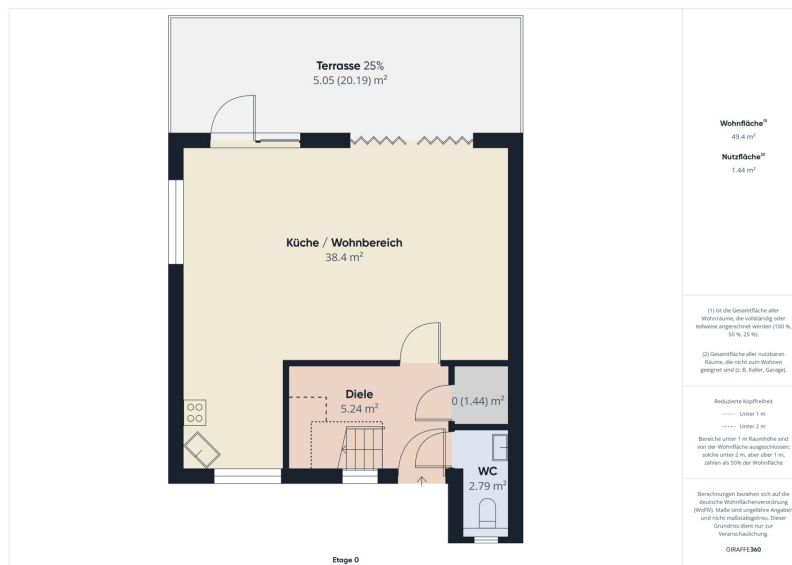 Terrasse 25%
5.05 (20.19) m²
Küche / Wohnbereich
38.4 m²
Diele
5.24 m²
0 (1.44) m²
WC
2.79 m²
Etage 0
Wohnfläche⁽¹⁾
49.4 m²
Nutzfläche⁽²⁾
1.44 m²
(1) Ist die Gesamtfläche aller
Wohnräume, die vollständig oder
teilweise angerechnet werden (100 %,
50 %, 25 %).
(2) Gesamtfläche aller nutzbaren
Räume, die nicht zum Wohnen
geeignet sind (z. B. Keller, Garage).
Reduzierte Kopffreiheit
Unter 1 m
Unter 2 m
Bereiche unter 1 m Raumhöhe sind
von der Wohnfläche ausgeschlossen;
solche unter 2 m, aber über 1 m,
zählen als 50% der Wohnfläche
Berechnungen beziehen sich auf die
deutsche Wohnflächenverordnung
(WoFlV). Maße sind ungefähre Angaben
und nicht maßstabsgetreu. Dieser
Grundriss dient nur zur
Veranschaulichung.
GIRAFFE360